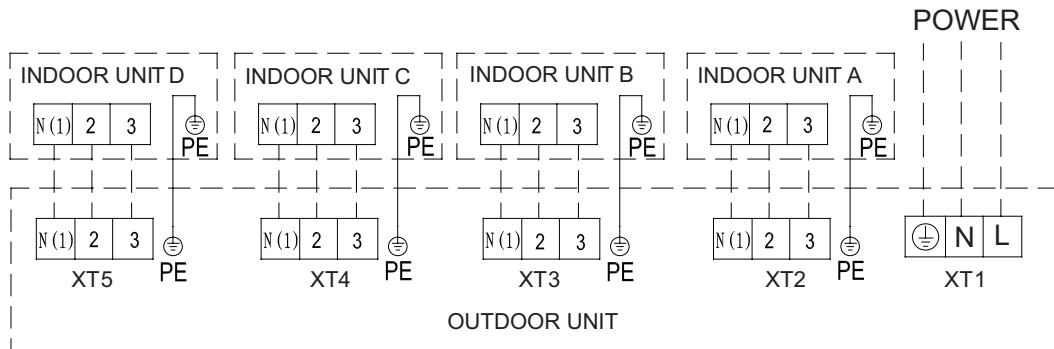 POWER
INDOOR UNIT D
INDOOR UNIT C
INDOOR UNIT B
INDOOR UNIT A
N(1) 2 3
PE
N(1) 2 3
PE
N(1) 2 3
PE
N(1) 2 3
PE
N(1) 2 3
PE
N(1) 2 3
PE
N(1) 2 3
PE
N(1) 2 3
PE
N L
XT5
XT4
XT3
XT2
XT1
OUTDOOR UNIT